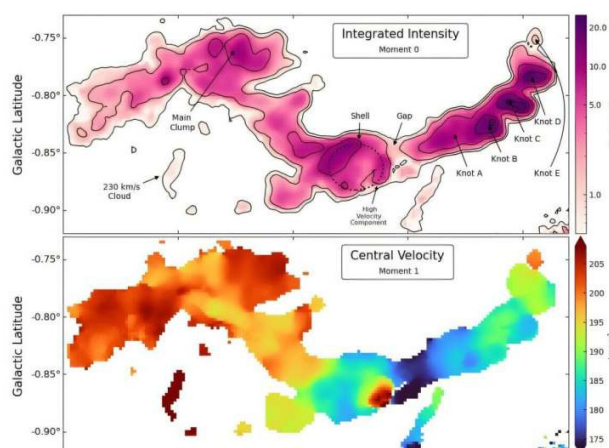 Integrated Intensity
Moment 0
-0.75°
-0.80°
-0.85°
-0.90°
Galactic Latitude
Main
Clump
230 km/s
Cloud
Shell
Gap
High
Velocity
Component
Knot A
Knot B
Knot C
Knot D
Knot E
20.0
10.0
5.0
1.0
Central Velocity
Moment 1
-0.75°
-0.80°
-0.85°
-0.90°
Galactic Latitude
205
200
195
190
185
180
175